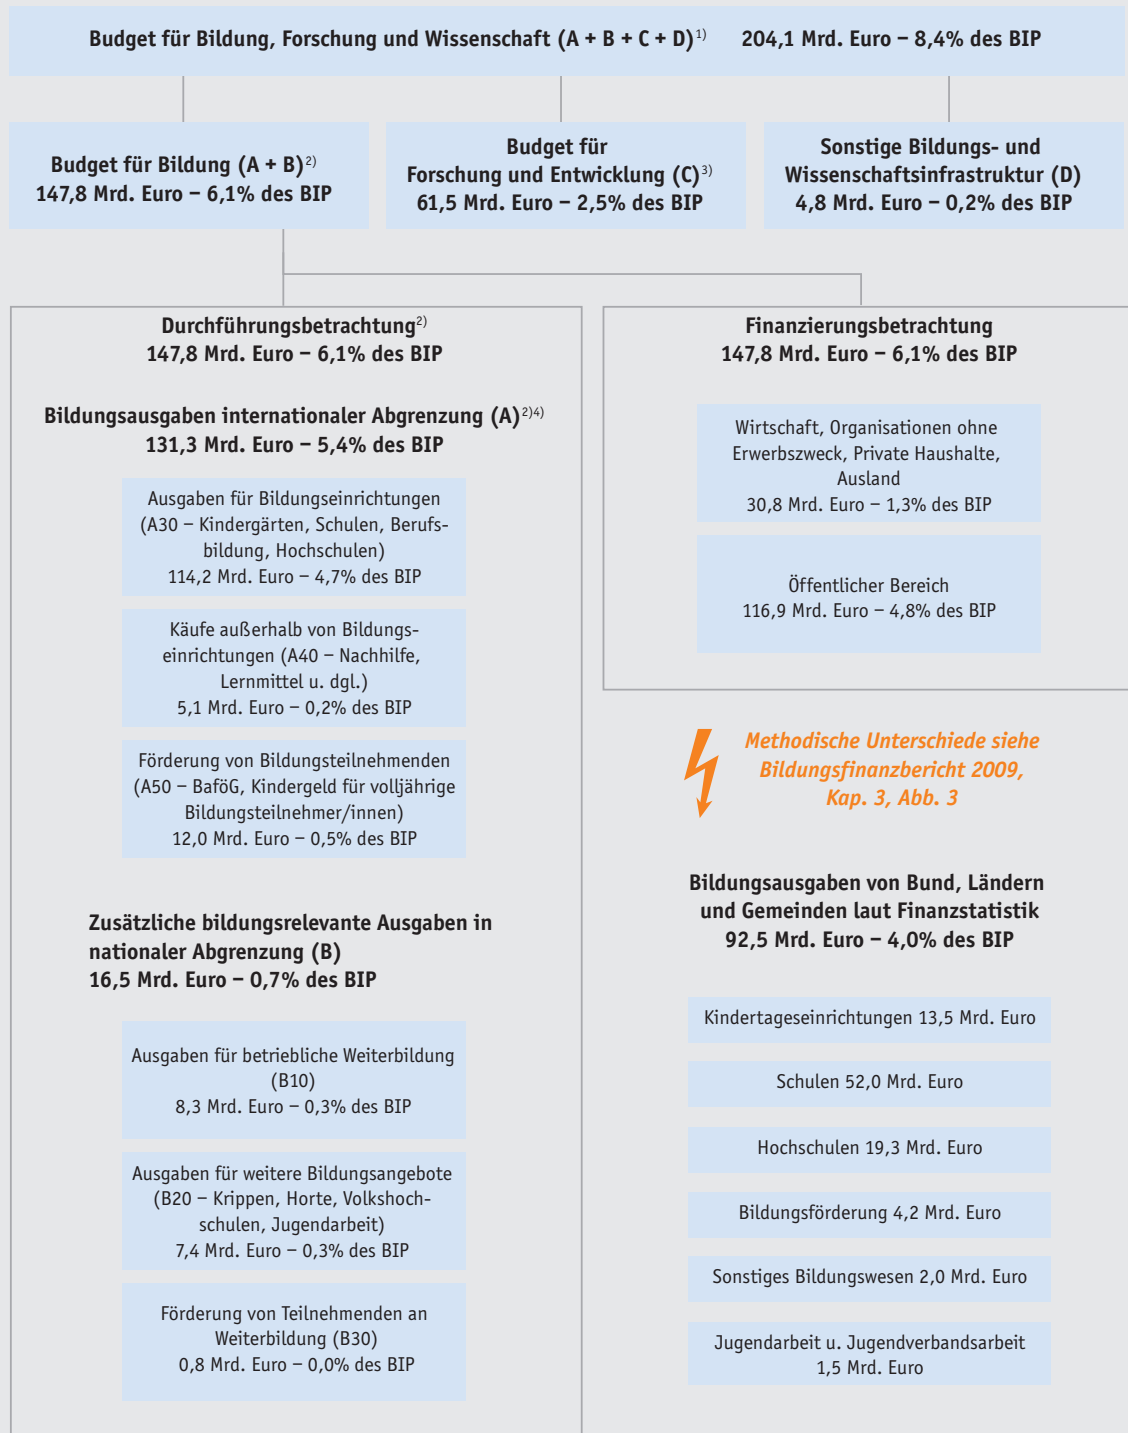 Budget für Bildung, Forschung und Wissenschaft (A + B + C + D)1) 204,1 Mrd. Euro – 8,4% des BIP
Budget für Bildung (A + B)2)
147,8 Mrd. Euro – 6,1% des BIP
Budget für
Forschung und Entwicklung (C)3)
61,5 Mrd. Euro – 2,5% des BIP
Sonstige Bildungs- und
Wissenschaftsinfrastruktur (D)
4,8 Mrd. Euro – 0,2% des BIP
Durchführungsbetrachtung2)
147,8 Mrd. Euro – 6,1% des BIP
Bildungsausgaben internationaler Abgrenzung (A)2)4)
131,3 Mrd. Euro – 5,4% des BIP
Ausgaben für Bildungseinrichtungen
(A30 – Kindergärten, Schulen, Berufs-
bildung, Hochschulen)
114,2 Mrd. Euro – 4,7% des BIP
Käufe außerhalb von Bildungs-
einrichtungen (A40 – Nachhilfe,
Lernmittel u. dgl.)
5,1 Mrd. Euro – 0,2% des BIP
Förderung von Bildungsteilnehmenden
(A50 – BaföG, Kindergeld für volljährige
Bildungsteilnehmer/innen)
12,0 Mrd. Euro – 0,5% des BIP
Zusätzliche bildungsrelevante Ausgaben in
nationaler Abgrenzung (B)
16,5 Mrd. Euro – 0,7% des BIP
Ausgaben für betriebliche Weiterbildung
(B10)
8,3 Mrd. Euro – 0,3% des BIP
Ausgaben für weitere Bildungsangebote
(B20 – Krippen, Horte, Volkshoch-
schulen, Jugendarbeit)
7,4 Mrd. Euro – 0,3% des BIP
Förderung von Teilnehmenden an
Weiterbildung (B30)
0,8 Mrd. Euro – 0,0% des BIP
Finanzierungsbetrachtung
147,8 Mrd. Euro – 6,1% des BIP
Wirtschaft, Organisationen ohne
Erwerbszweck, Private Haushalte,
Ausland
30,8 Mrd. Euro – 1,3% des BIP
Öffentlicher Bereich
116,9 Mrd. Euro – 4,8% des BIP
Methodische Unterschiede siehe
Bildungsfinanzbericht 2009,
Kap. 3, Abb. 3
Bildungsausgaben von Bund, Ländern
und Gemeinden laut Finanzstatistik
92,5 Mrd. Euro – 4,0% des BIP
Kindertageseinrichtungen 13,5 Mrd. Euro
Schulen 52,0 Mrd. Euro
Hochschulen 19,3 Mrd. Euro
Bildungsförderung 4,2 Mrd. Euro
Sonstiges Bildungswesen 2,0 Mrd. Euro
Jugendarbeit u. Jugendverbandsarbeit
1,5 Mrd. Euro